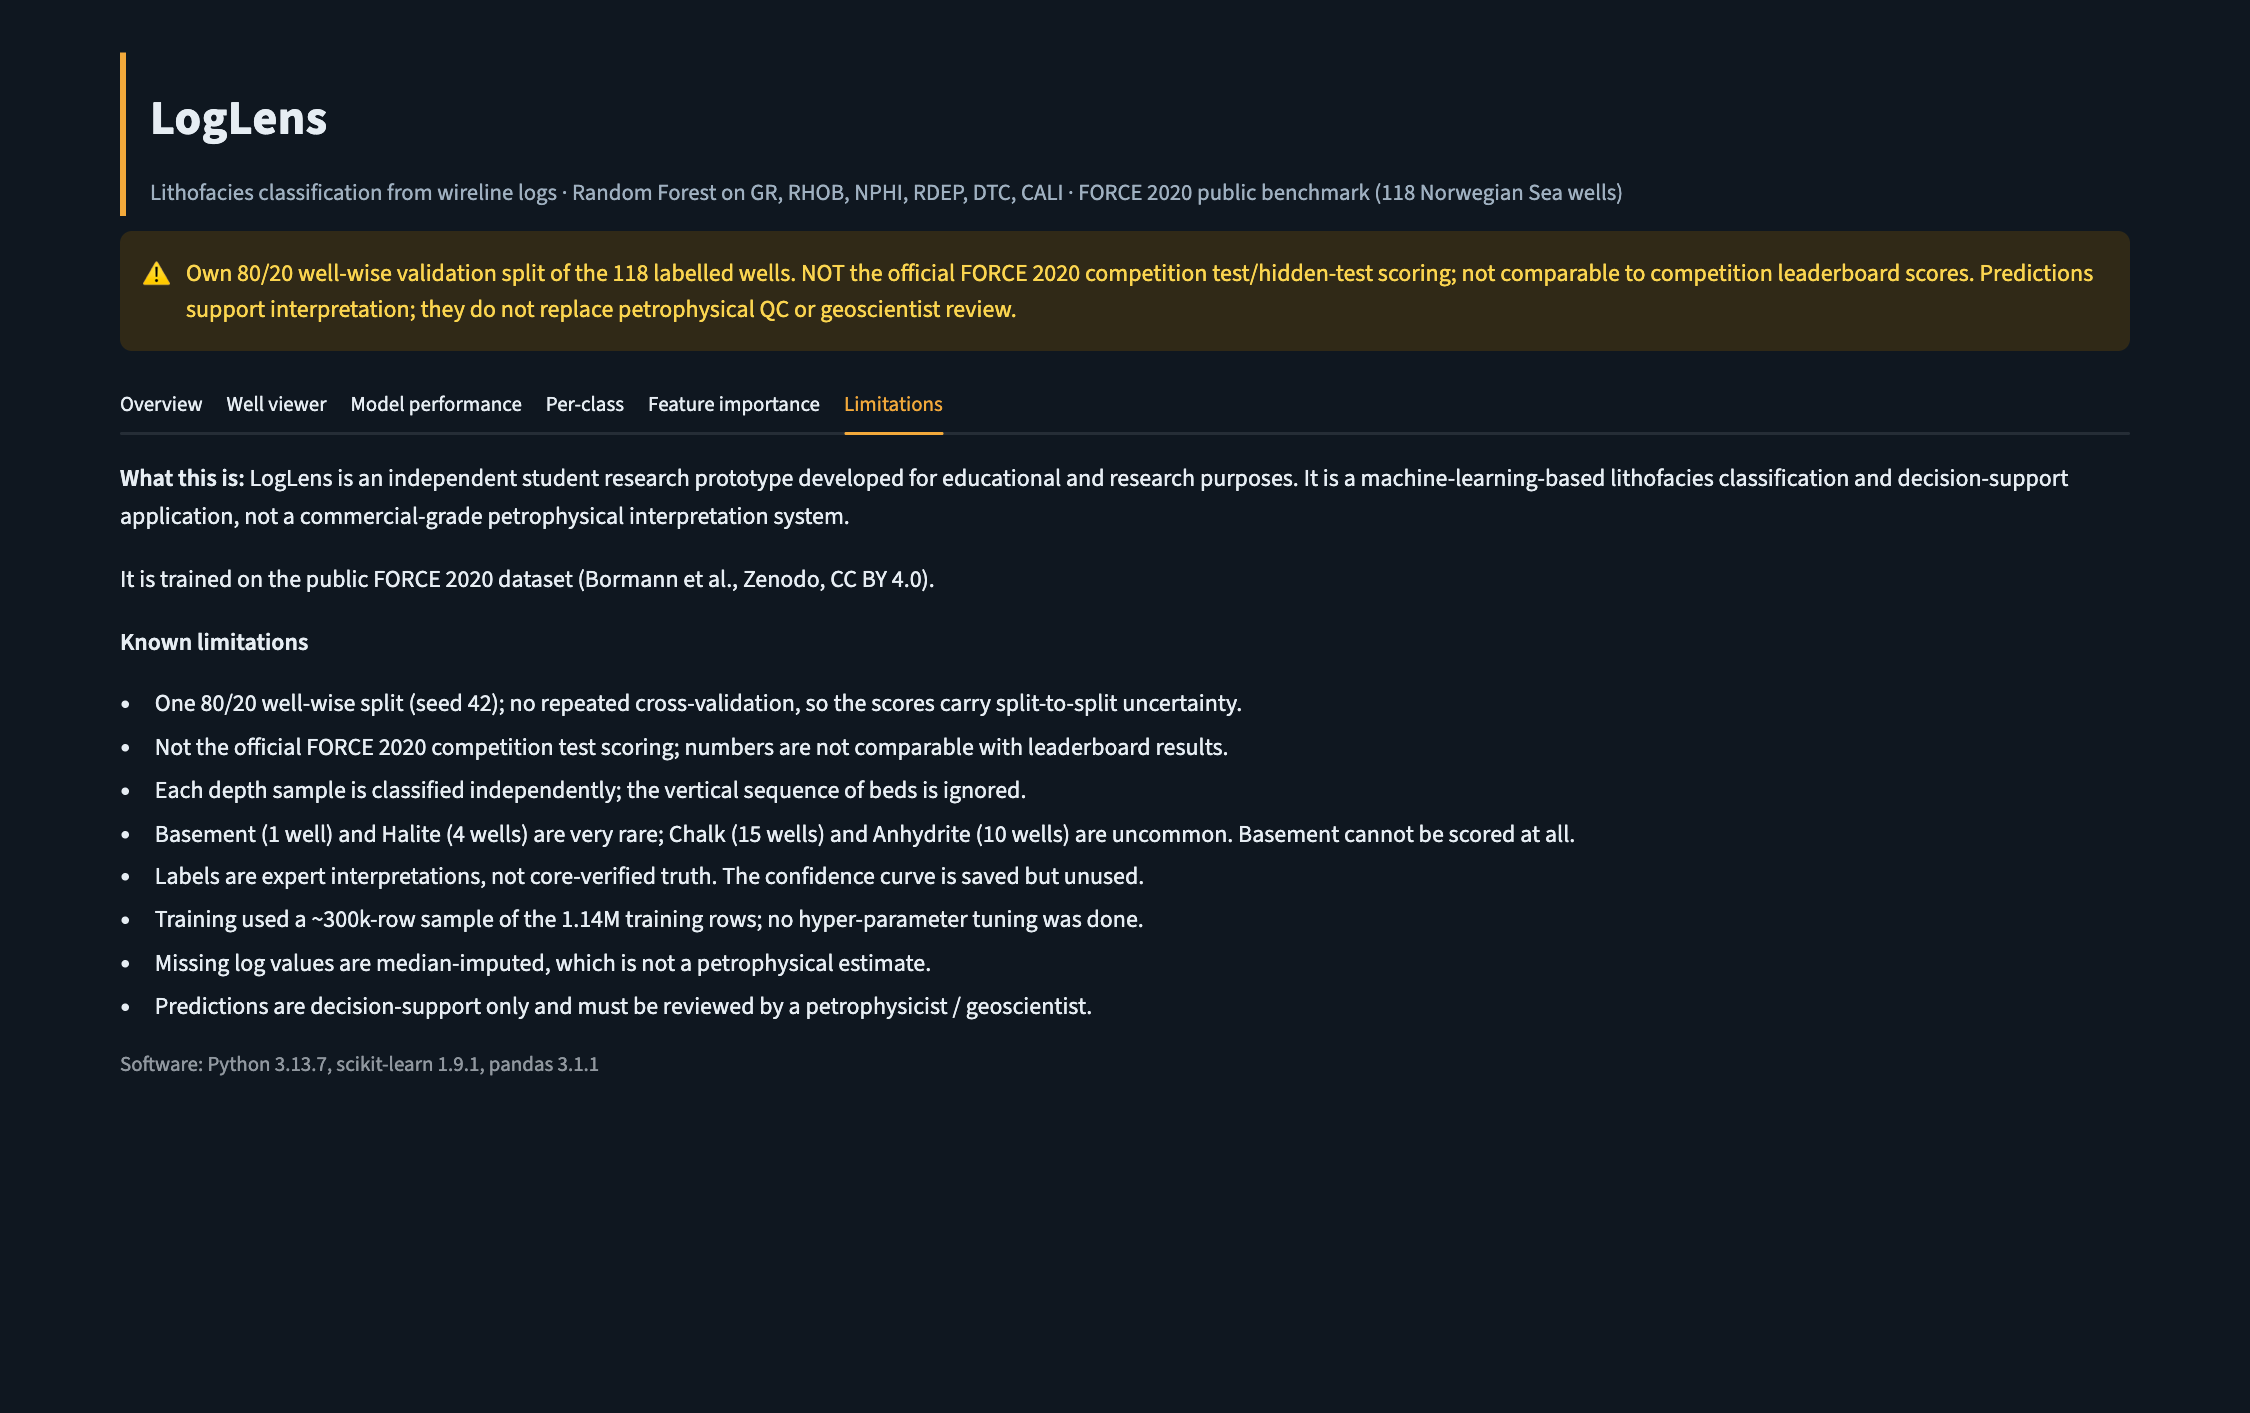 LogLens
Lithofacies classification from wireline logs · Random Forest on GR, RHOB, NPHI, RDEP, DTC, CALI · FORCE 2020 public benchmark (118 Norwegian Sea wells)
Own 80/20 well-wise validation split of the 118 labelled wells. NOT the official FORCE 2020 competition test/hidden-test scoring; not comparable to competition leaderboard scores. Predictions
support interpretation; they do not replace petrophysical QC or geoscientist review.
Overview Well viewer Model performance Per-class Feature importance Limitations
What this is: LogLens is an independent student research prototype developed for educational and research purposes. It is a machine-learning-based lithofacies classification and decision-support
application, not a commercial-grade petrophysical interpretation system.
It is trained on the public FORCE 2020 dataset (Bormann et al., Zenodo, CC BY 4.0).
Known limitations
• One 80/20 well-wise split (seed 42); no repeated cross-validation, so the scores carry split-to-split uncertainty.
• Not the official FORCE 2020 competition test scoring; numbers are not comparable with leaderboard results.
• Each depth sample is classified independently; the vertical sequence of beds is ignored.
• Basement (1 well) and Halite (4 wells) are very rare; Chalk (15 wells) and Anhydrite (10 wells) are uncommon. Basement cannot be scored at all.
• Labels are expert interpretations, not core-verified truth. The confidence curve is saved but unused.
• Training used a ~300k-row sample of the 1.14M training rows; no hyper-parameter tuning was done.
• Missing log values are median-imputed, which is not a petrophysical estimate.
• Predictions are decision-support only and must be reviewed by a petrophysicist / geoscientist.
Software: Python 3.13.7, scikit-learn 1.9.1, pandas 3.1.1